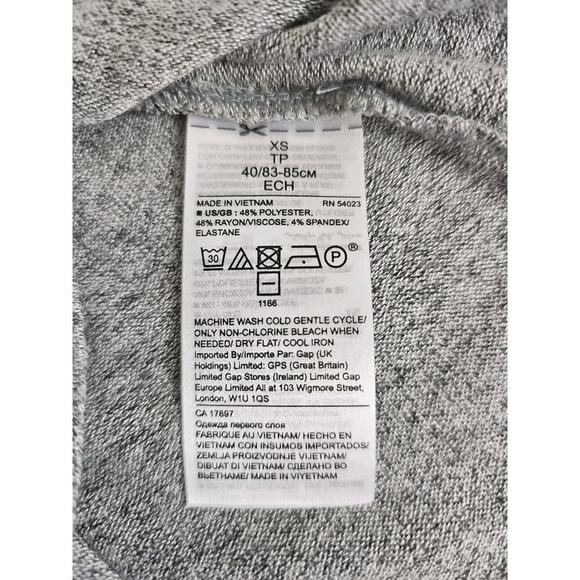 XS
TP
40/83-85см
ECH
MADE IN VIETNAM RN 54023
■ US/GB : 48% POLYESTER,
48% RAYON/VISCOSE, 4% SPANDEX/
ELASTANE
30 P ®
1166
MACHINE WASH COLD GENTLE CYCLE/
ONLY NON-CHLORINE BLEACH WHEN
NEEDED/ DRY FLAT/ COOL IRON
Imported By/Importe Par: Gap (UK
Holdings) Limited: GPS (Great Britain)
Limited Gap Stores (Ireland) Limited Gap
Europe Limited All at 103 Wigmore Street,
London, W1U 1QS
CA 17897
Одежда первого слоя
FABRIQUE AU VIETNAM/ HECHO EN
VIETNAM CON INSUMOS IMPORTADOS/
ZEMLJA PROIZVODNJE VIJETNAM/
DIBUAT DI VIETNAM/ СДЕЛАНО ВО
ВЬЕТНАМЕ/ MADE IN VIYETNAM